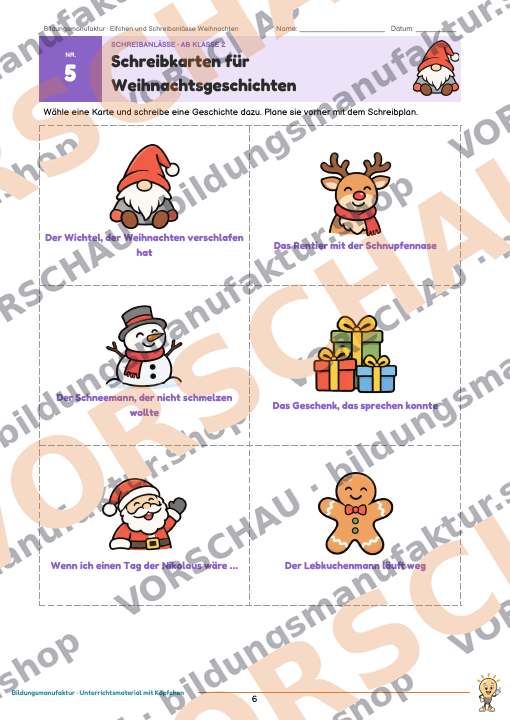 Bildungsmanufaktur · Elfchen und Schreibanlässe Weihnachten Name: Datum:
NR.
5
SCHREIBANLÄSSE · AB KLASSE 2
Schreibkarten für
Weihnachtsgeschichten
Wähle eine Karte und schreibe eine Geschichte dazu. Plane sie vorher mit dem Schreibplan.
Der Wichtel, der Weihnachten verschlafen
hat
Das Rentier mit der Schnupfennase
Der Schneemann, der nicht schmelzen
wollte
Das Geschenk, das sprechen konnte
Wenn ich einen Tag der Nikolaus wäre ...
Der Lebkuchenmann läuft weg
Bildungsmanufaktur · Unterrichtsmaterial mit Köpfchen
6
VORSCHAU · bildungsmanufaktur.shop